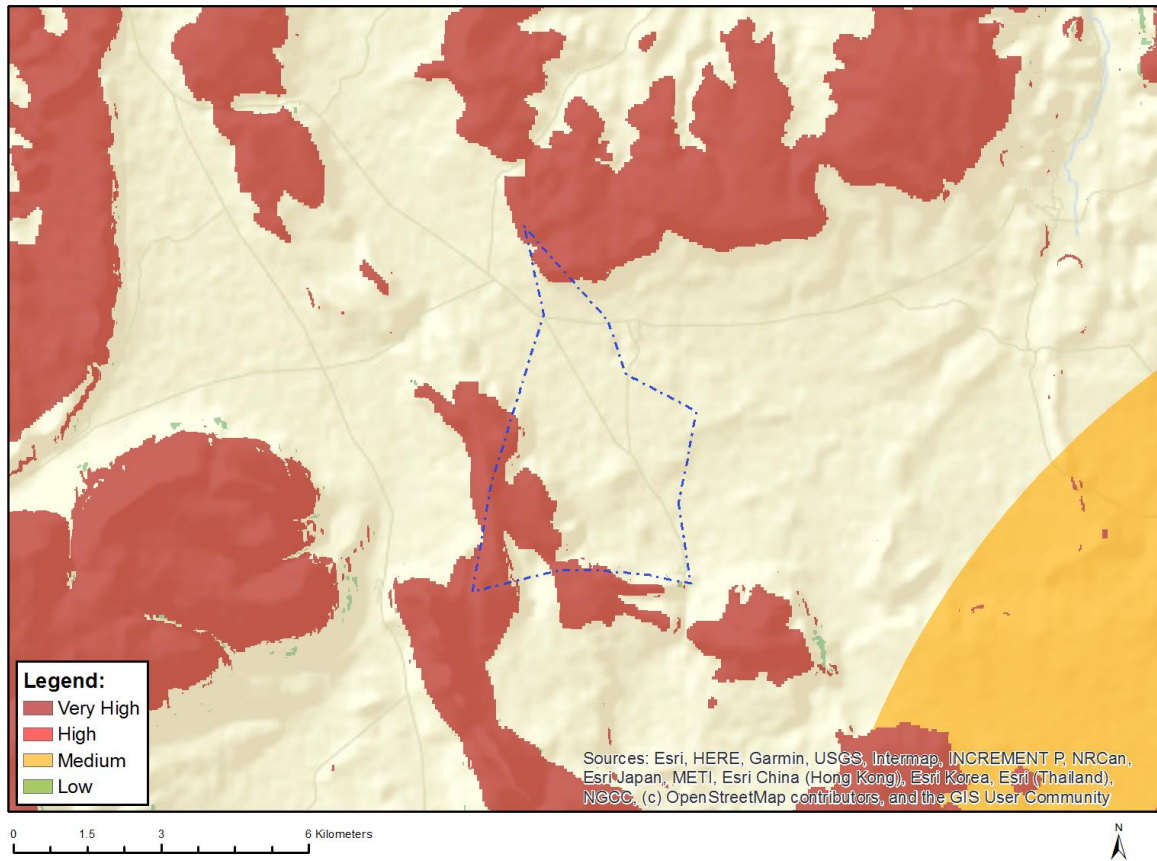 Legend:
Very High
High
Medium
Low
Sources: Esri, HERE, Garmin, USGS, Intermap, INCREMENT P, NRCan,
Esri Japan, METI, Esri China (Hong Kong), Esri Korea, Esri (Thailand),
NGCC, (c) OpenStreetMap contributors, and the GIS User Community
0 1.5 3 6 Kilometers
N